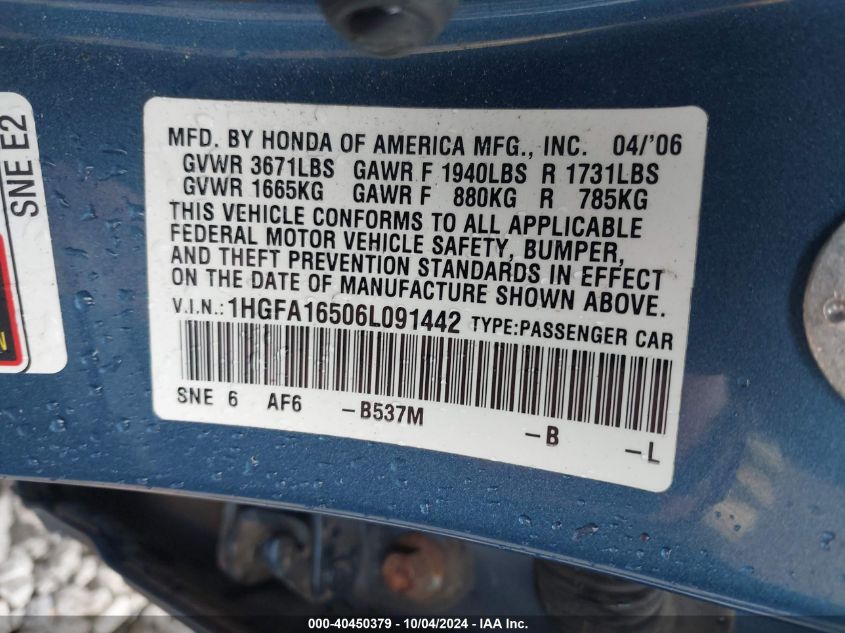 SNE E2
MFD. BY HONDA OF AMERICA MFG., INC. 04/'06
GVWR 3671LBS GAWR F 1940LBS R 1731LBS
GVWR 1665KG GAWR F 880KG R 785KG
THIS VEHICLE CONFORMS TO ALL APPLICABLE
FEDERAL MOTOR VEHICLE SAFETY, BUMPER,
AND THEFT PREVENTION STANDARDS IN EFFECT
ON THE DATE OF MANUFACTURE SHOWN ABOVE.
V.I.N.: 1HGFA16506L091442 TYPE:PASSENGER CAR
SNE 6 AF6 -B537M -B -L
000-40450379 - 10/04/2024 - IAA Inc.